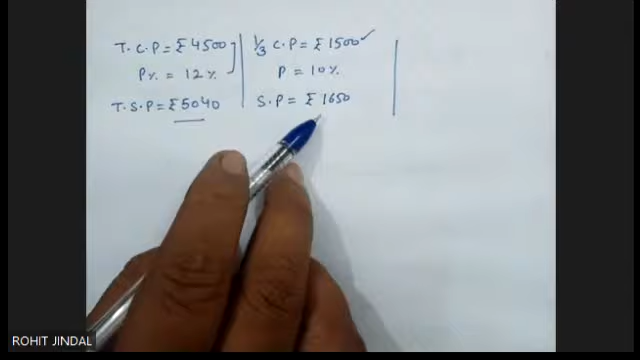 T.C.P = ₹4500
P% = 12%
T.S.P = ₹5040
1/3 C.P = ₹1500 ✓
P = 10%
S.P = ₹1650
ROHIT JINDAL